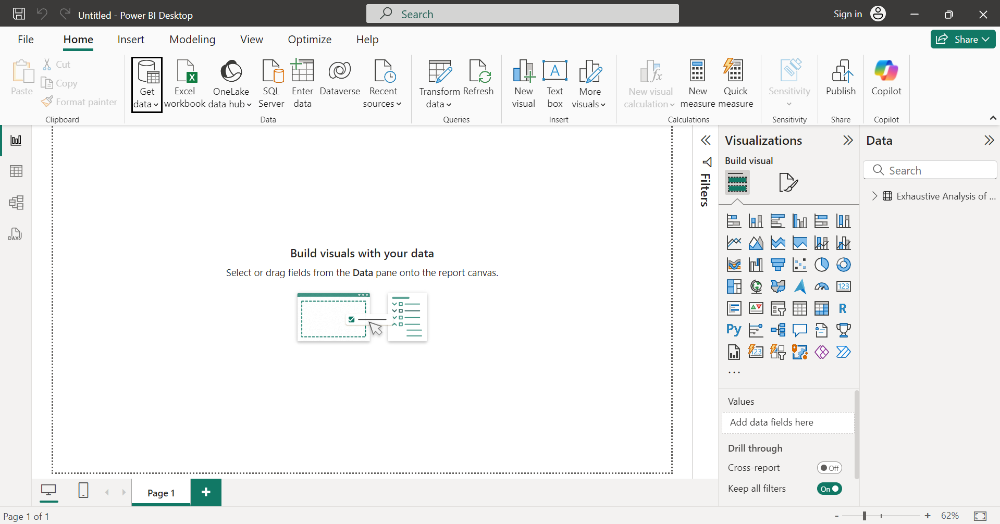 Untitled - Power BI Desktop
Search
Sign in
File
Home
Insert
Modeling
View
Optimize
Help
Share
Paste
Cut
Copy
Format painter
Clipboard
Get
data
Excel
workbook
OneLake
data hub
SQL
Server
Enter
data
Dataverse
Recent
sources
Data
Transform
data
Refresh
Queries
New
visual
Text
box
More
visuals
Insert
New visual
calculation
New
measure
Quick
measure
Calculations
Sensitivity
Sensitivity
Publish
Share
Copilot
Copilot
DAX
Build visuals with your data
Select or drag fields from the Data pane onto the report canvas.
Filters
Visualizations
Build visual
123
R
Py
123
...
Values
Add data fields here
Drill through
Cross-report
Off
Keep all filters
On
Data
Search
Exhaustive Analysis of ...
Page 1
+
Page 1 of 1
- +
62%